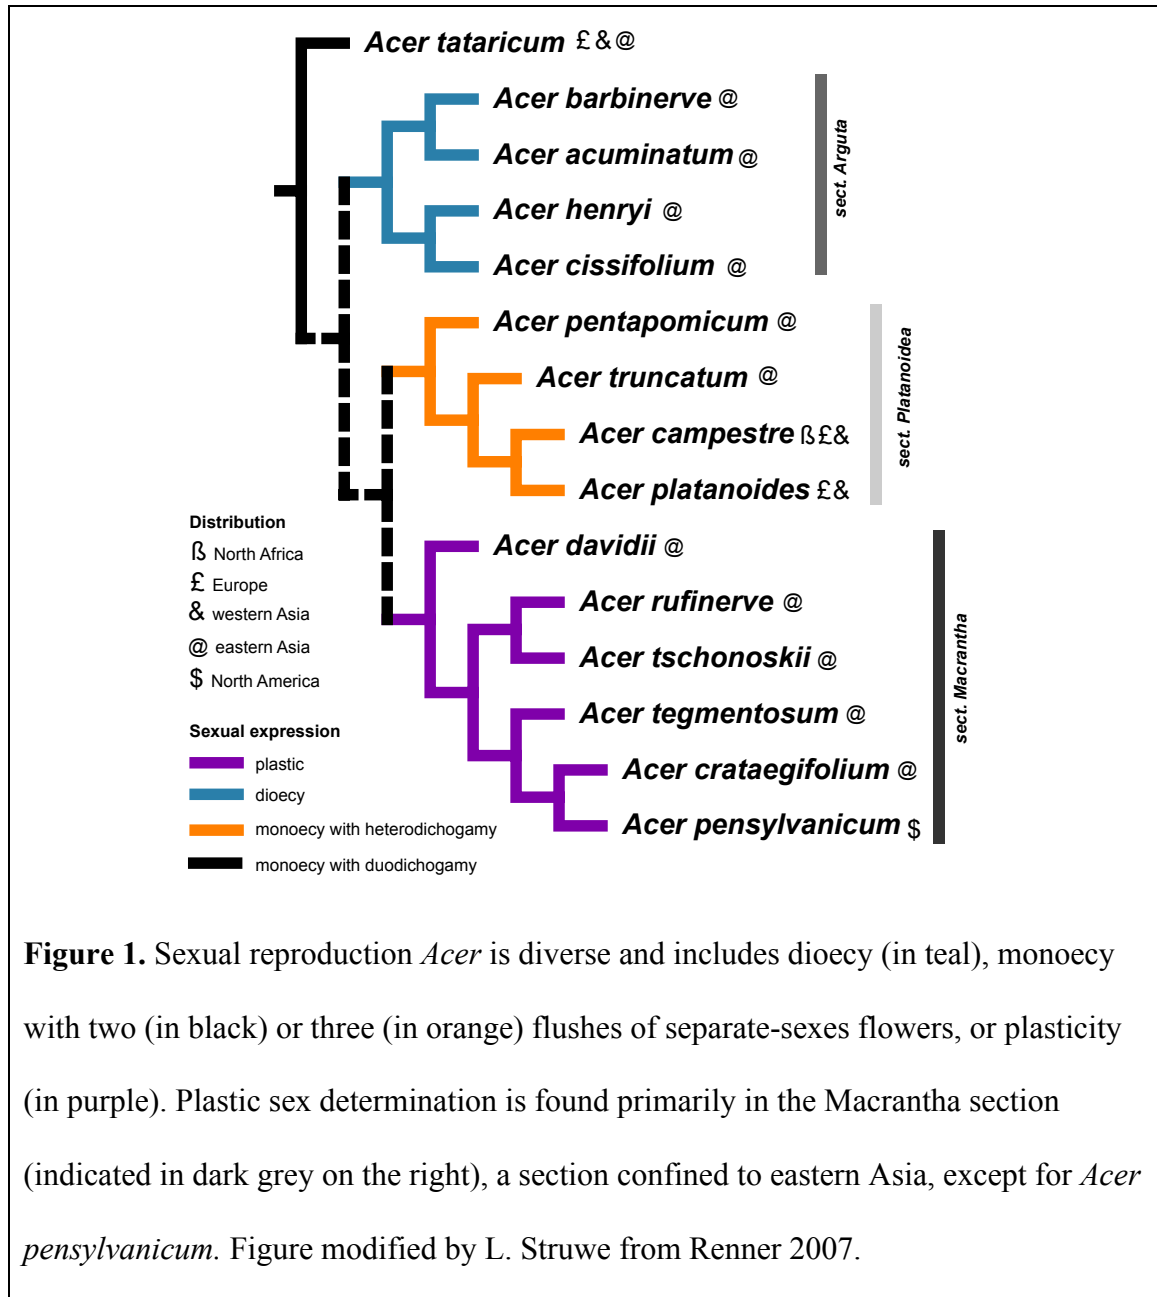 Acer tataricum £ & @
Acer barbinerve @
Acer acuminatum @
Acer henryi @
Acer cissifolium @
sect. Arguta
Acer pentapomicum @
Acer truncatum @
Acer campestre ß£&
Acer platanoides £&
sect. Platanoidea
Acer davidii @
Acer rufinerve @
Acer tschonoskii @
Acer tegmentosum @
Acer crataegifolium @
Acer pensylvanicum $
sect. Macrantha
Distribution
ß North Africa
£ Europe
& western Asia
@ eastern Asia
$ North America
Sexual expression
plastic
dioecy
monoecy with heterodichogamy
monoecy with duodichogamy
Figure 1. Sexual reproduction Acer is diverse and includes dioecy (in teal), monoecy
with two (in black) or three (in orange) flushes of separate-sexes flowers, or plasticity
(in purple). Plastic sex determination is found primarily in the Macrantha section
(indicated in dark grey on the right), a section confined to eastern Asia, except for Acer
pensylvanicum. Figure modified by L. Struwe from Renner 2007.